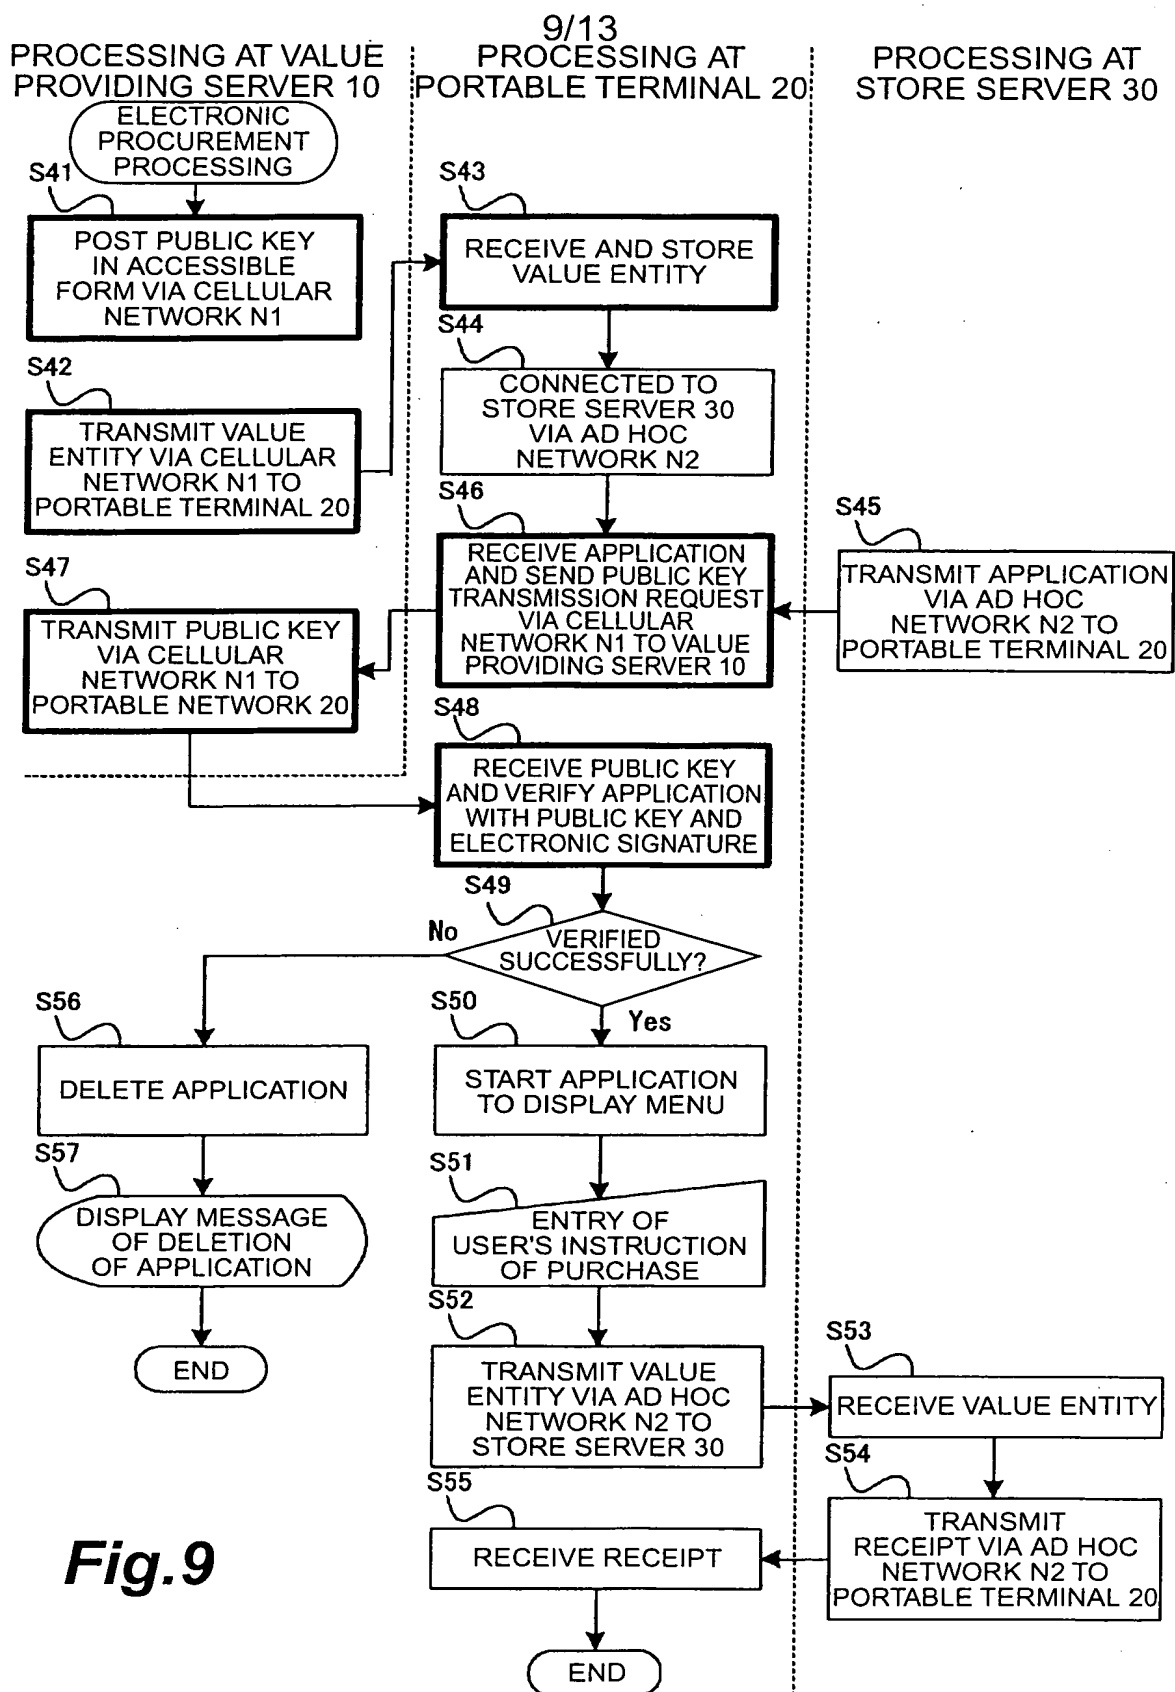 9/13
PROCESSING AT VALUE
PROVIDING SERVER 10
PROCESSING AT
PORTABLE TERMINAL 20
PROCESSING AT
STORE SERVER 30
ELECTRONIC
PROCUREMENT
PROCESSING
S41
POST PUBLIC KEY
IN ACCESSIBLE
FORM VIA CELLULAR
NETWORK N1
S42
TRANSMIT VALUE
ENTITY VIA CELLULAR
NETWORK N1 TO
PORTABLE TERMINAL 20
S43
RECEIVE AND STORE
VALUE ENTITY
S44
CONNECTED TO
STORE SERVER 30
VIA AD HOC
NETWORK N2
S45
TRANSMIT APPLICATION
VIA AD HOC
NETWORK N2 TO
PORTABLE TERMINAL 20
S46
RECEIVE APPLICATION
AND SEND PUBLIC KEY
TRANSMISSION REQUEST
VIA CELLULAR
NETWORK N1 TO VALUE
PROVIDING SERVER 10
S47
TRANSMIT PUBLIC KEY
VIA CELLULAR
NETWORK N1 TO
PORTABLE NETWORK 20
S48
RECEIVE PUBLIC KEY
AND VERIFY APPLICATION
WITH PUBLIC KEY AND
ELECTRONIC SIGNATURE
S49
VERIFIED
SUCCESSFULLY?
No
Yes
S56
DELETE APPLICATION
S57
DISPLAY MESSAGE
OF DELETION
OF APPLICATION
END
S50
START APPLICATION
TO DISPLAY MENU
S51
ENTRY OF
USER'S INSTRUCTION
OF PURCHASE
S52
TRANSMIT VALUE
ENTITY VIA AD HOC
NETWORK N2 TO
STORE SERVER 30
S53
RECEIVE VALUE ENTITY
S54
TRANSMIT
RECEIPT VIA AD HOC
NETWORK N2 TO
PORTABLE TERMINAL 20
S55
RECEIVE RECEIPT
END
Fig.9